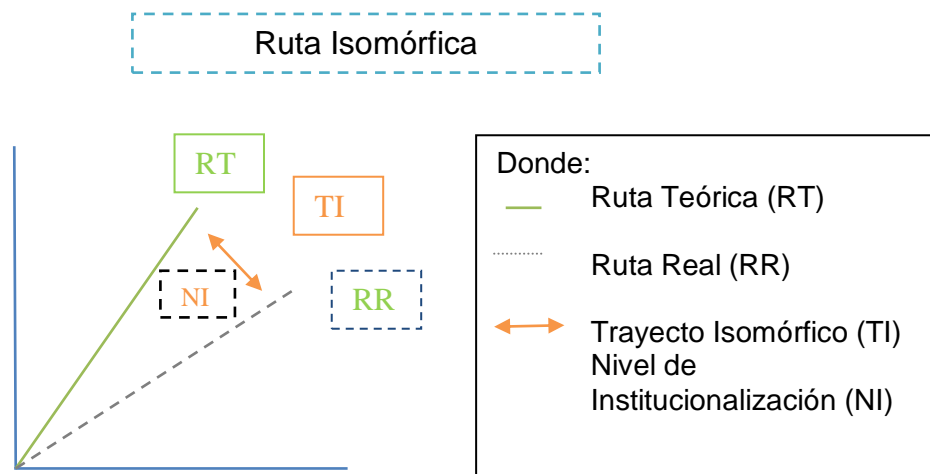 Ruta Isomórfica
RT
TI
NI
RR
Donde:
Ruta Teórica (RT)
Ruta Real (RR)
Trayecto Isomórfico (TI)
Nivel de
Institucionalización (NI)